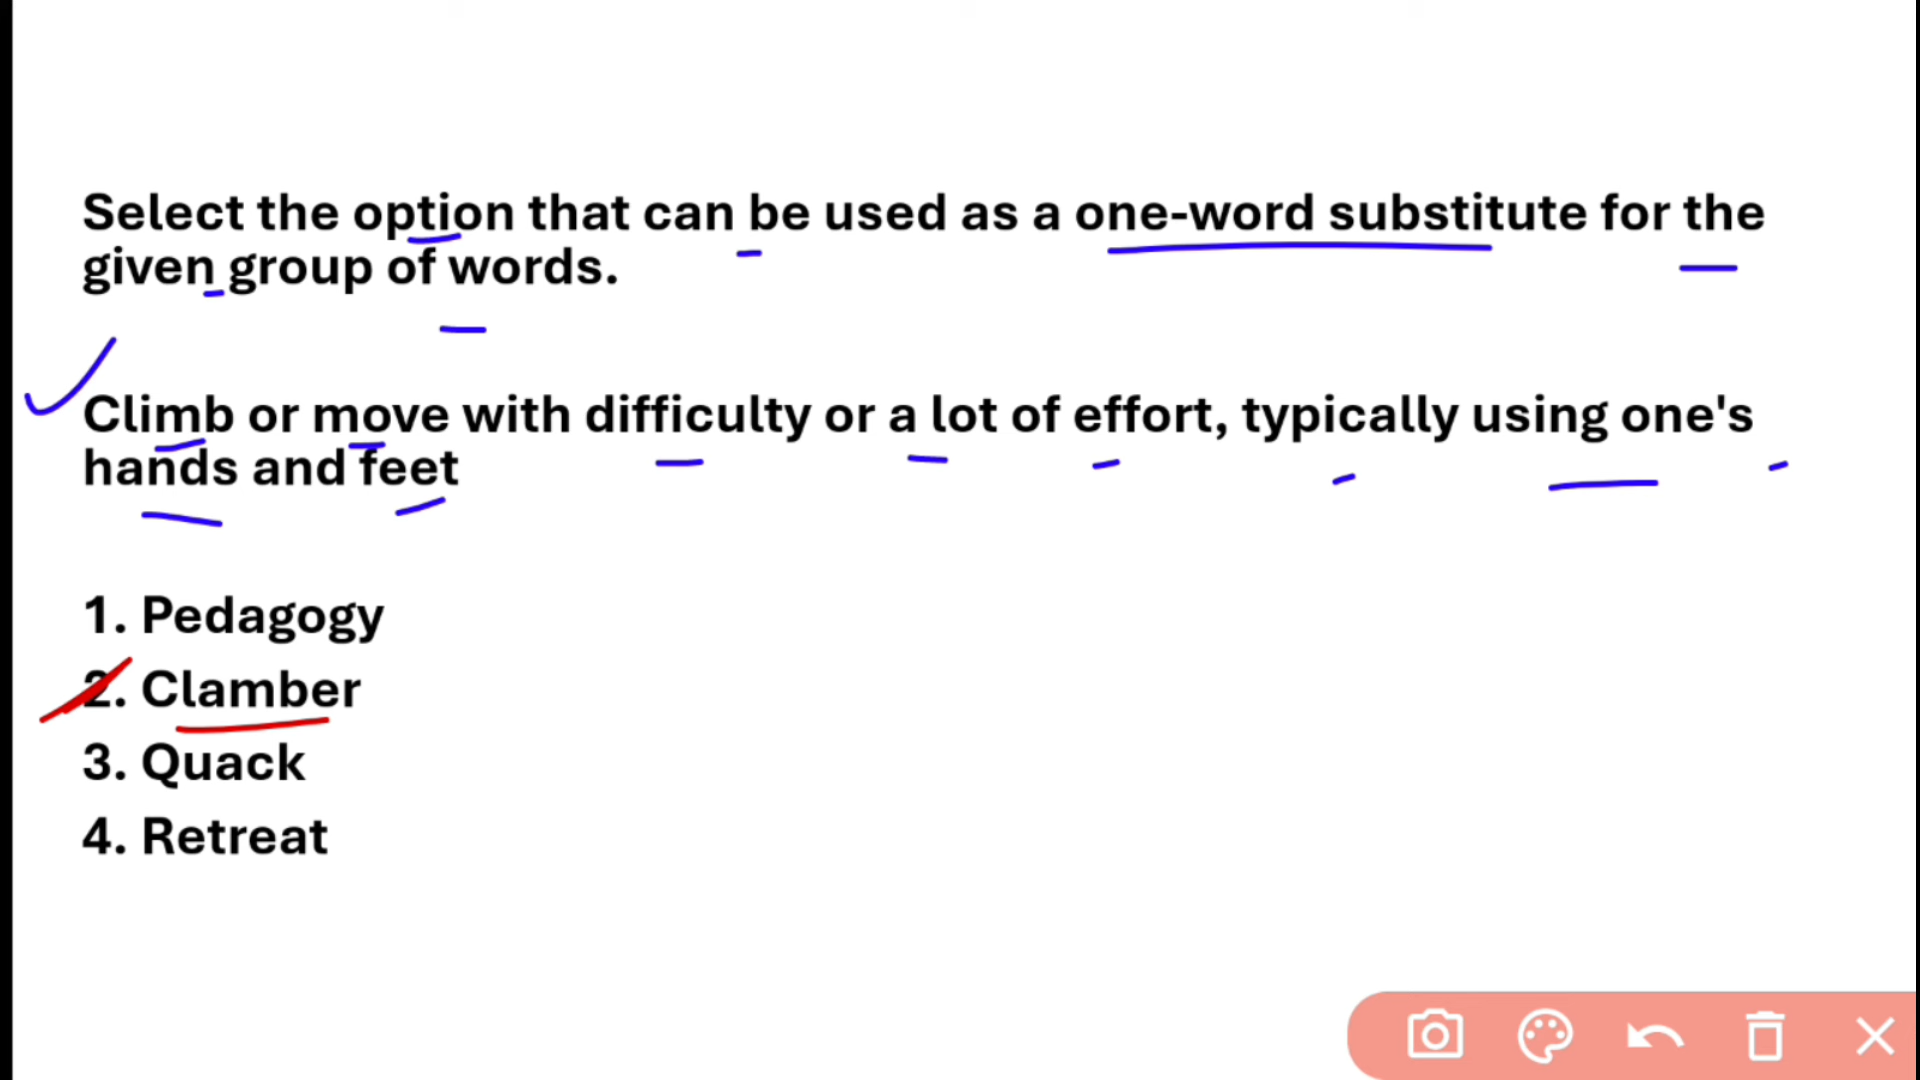 Select the option that can be used as a one-word substitute for the
given group of words.
Climb or move with difficulty or a lot of effort, typically using one's
hands and feet
1. Pedagogy
2. Clamber
3. Quack
4. Retreat